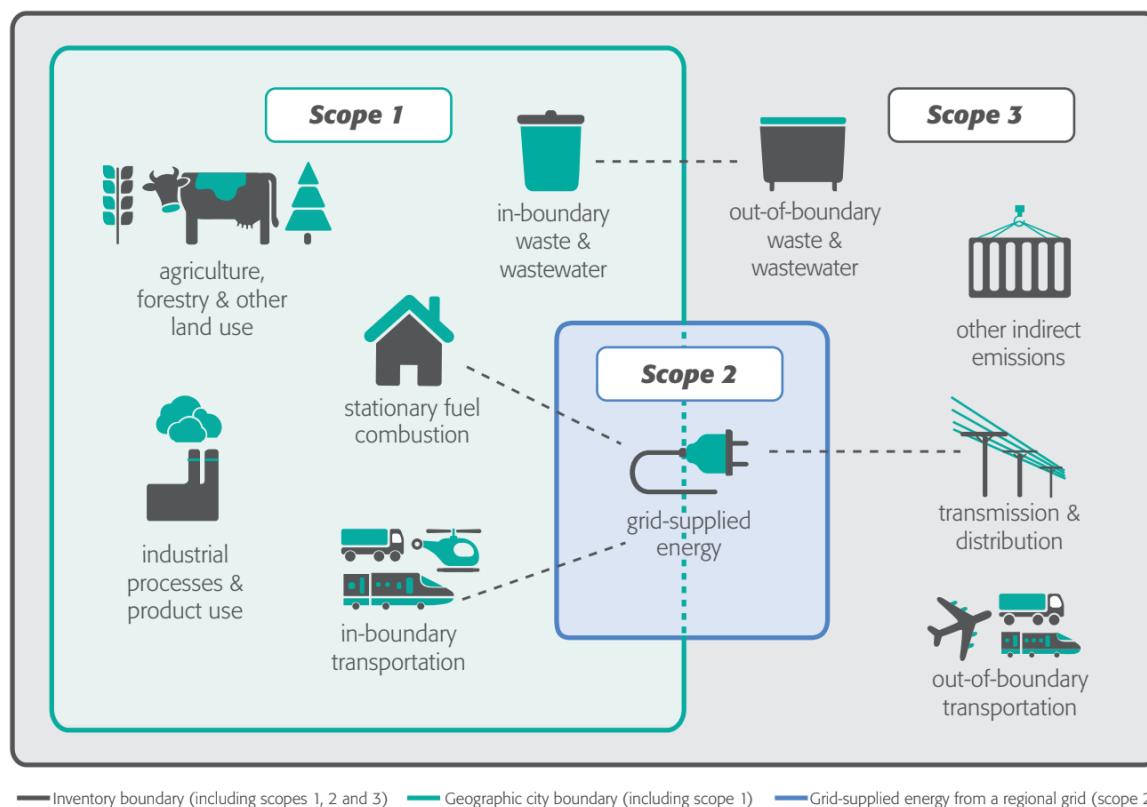 Scope 1
Scope 3
in-boundary
waste &
wastewater
out-of-boundary
waste &
wastewater
agriculture,
forestry & other
land use
other indirect
emissions
Scope 2
stationary fuel
combustion
grid-supplied
energy
transmission &
distribution
industrial
processes &
product use
in-boundary
transportation
out-of-boundary
transportation
Inventory boundary (including scopes 1, 2 and 3) Geographic city boundary (including scope 1) Grid-supplied energy from a regional grid (scope 2